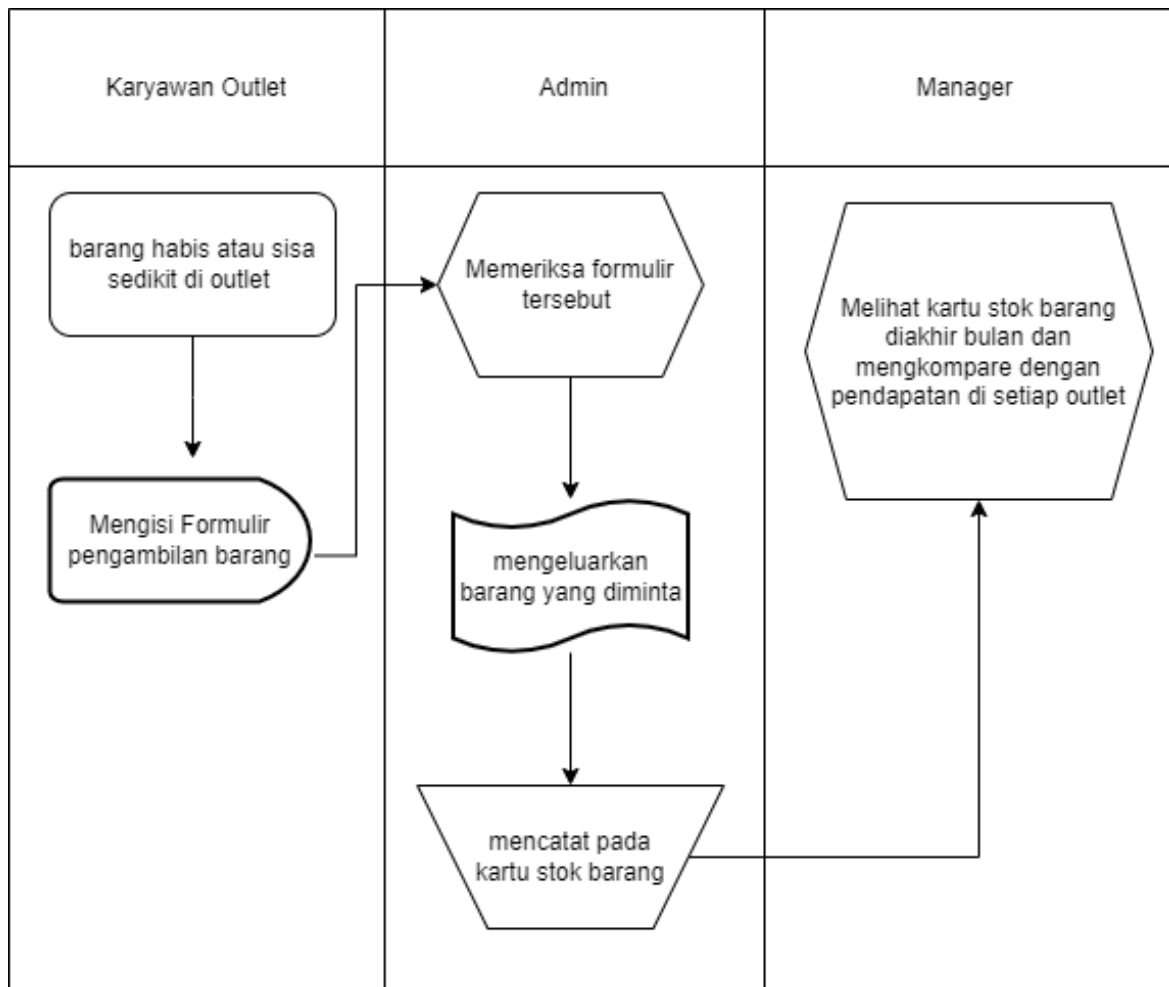 Karyawan Outlet
Admin
Manager
barang habis atau sisa
sedikit di outlet
Mengisi Formulir
pengambilan barang
Memeriksa formulir
tersebut
mengeluarkan
barang yang diminta
mencatat pada
kartu stok barang
Melihat kartu stok barang
diakhir bulan dan
mengkompare dengan
pendapatan di setiap outlet